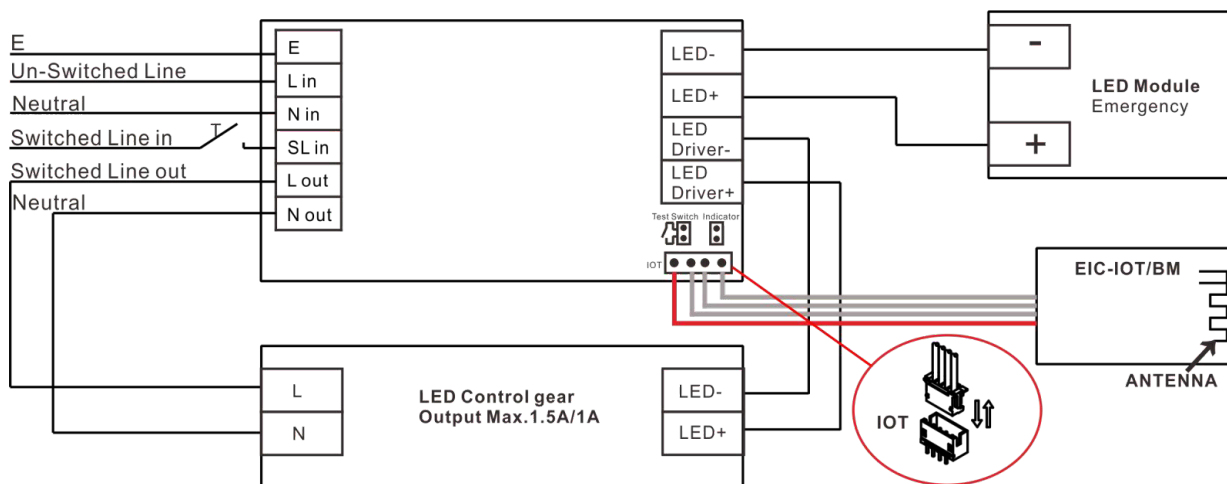 E
Un-Switched Line
Neutral
Switched Line in
Switched Line out
Neutral
E
L in
N in
SL in
L out
N out
LED-
LED+
LED
Driver-
LED
Driver+
Test Switch
Indicator
IOT
-
+
LED Module
Emergency
EIC-IOT/BM
ANTENNA
IOT
L
N
LED Control gear
Output Max.1.5A/1A
LED-
LED+